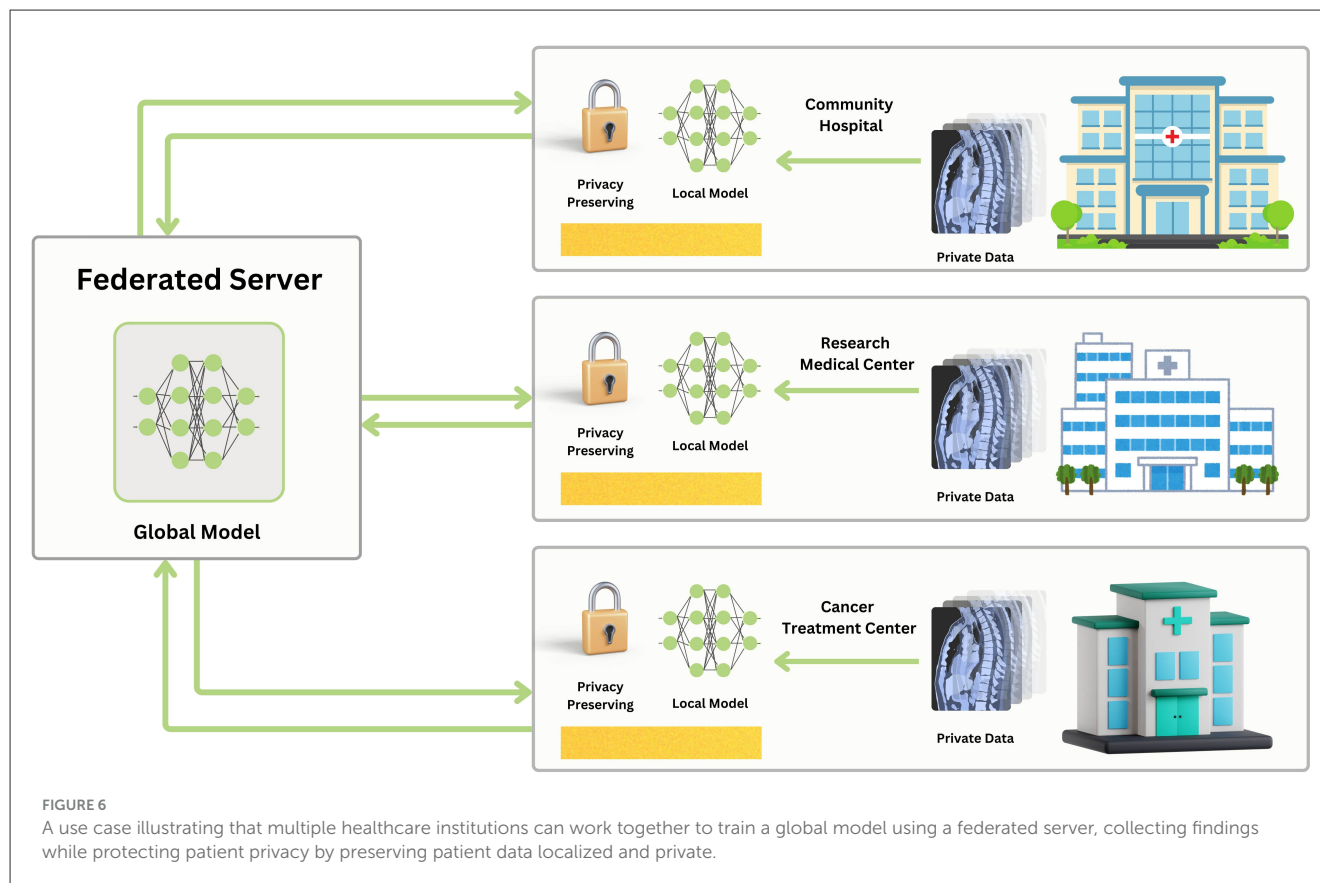 Federated Server
Global Model
Privacy
Preserving
Local Model
Community
Hospital
Private Data
Privacy
Preserving
Local Model
Research
Medical Center
Private Data
Privacy
Preserving
Local Model
Cancer
Treatment Center
Private Data
FIGURE 6
A use case illustrating that multiple healthcare institutions can work together to train a global model using a federated server, collecting findings
while protecting patient privacy by preserving patient data localized and private.